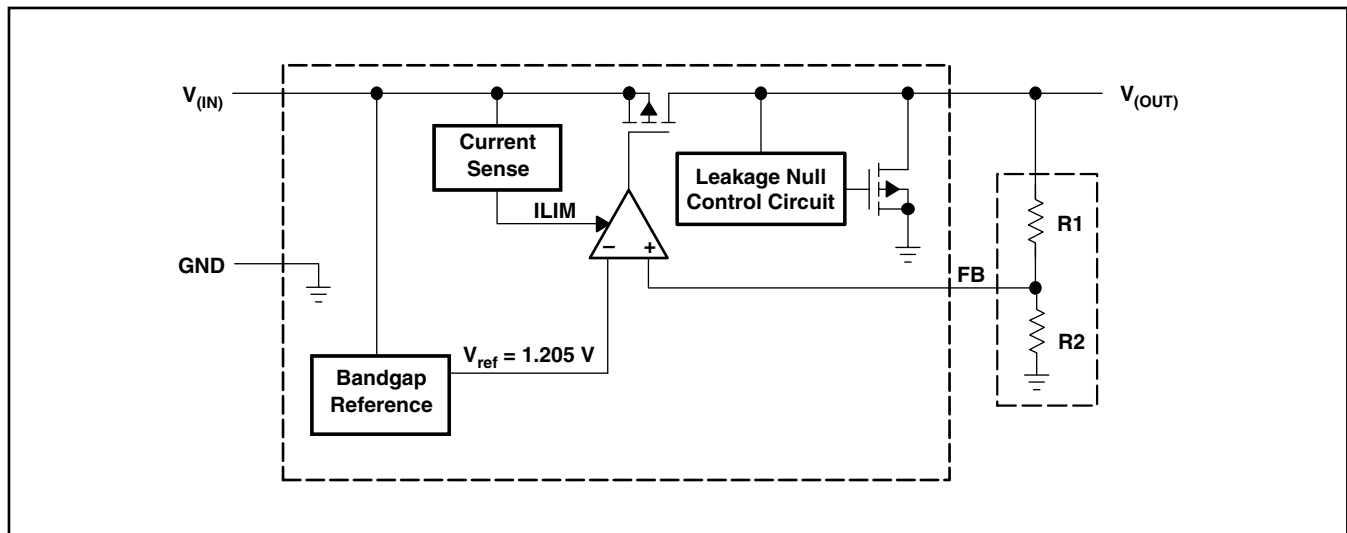 V(IN)
V(OUT)
Current
Sense
Leakage Null
Control Circuit
ILIM
R1
– +
GND
FB
R2
Vref = 1.205 V
Bandgap
Reference